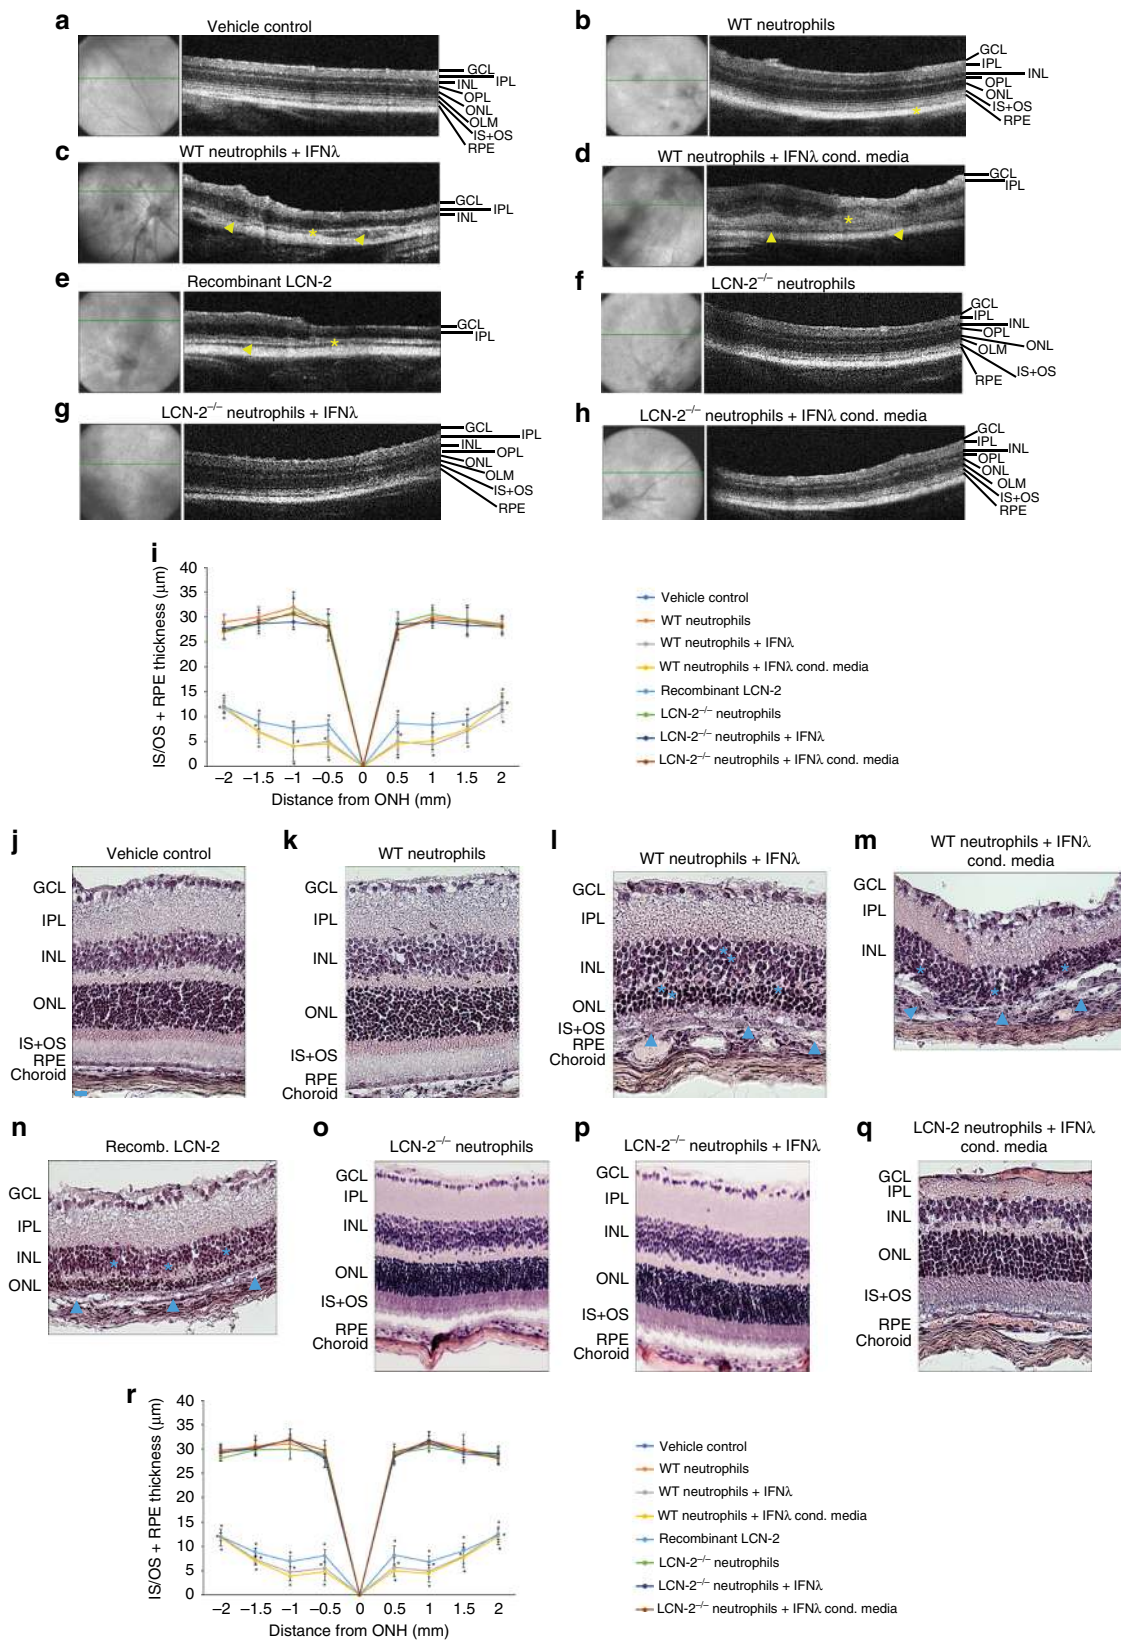 a
Vehicle control
GCL
IPL
INL
OPL
ONL
OLM
IS+OS
RPE
b
WT neutrophils
GCL
IPL
INL
OPL
ONL
IS+OS
RPE
c
WT neutrophils + IFNλ
GCL
IPL
INL
*
d
WT neutrophils + IFNλ cond. media
GCL
IPL
*
e
Recombinant LCN-2
GCL
IPL
*
f
LCN-2−/− neutrophils
GCL
IPL
INL
OPL
ONL
OLM
IS+OS
RPE
g
LCN-2−/− neutrophils + IFNλ
GCL
IPL
INL
OPL
ONL
OLM
IS+OS
RPE
h
LCN-2−/− neutrophils + IFNλ cond. media
GCL
IPL
INL
OPL
ONL
OLM
IS+OS
RPE
i
IS/OS + RPE thickness (μm)
40
35
30
25
20
15
10
5
0
−2 −1.5 −1 −0.5 0 0.5 1 1.5 2
Distance from ONH (mm)
Vehicle control
WT neutrophils
WT neutrophils + IFNλ
WT neutrophils + IFNλ cond. media
Recombinant LCN-2
LCN-2−/− neutrophils
LCN-2−/− neutrophils + IFNλ
LCN-2−/− neutrophils + IFNλ cond. media
j
Vehicle control
GCL
IPL
INL
ONL
IS+OS
RPE
Choroid
k
WT neutrophils
GCL
IPL
INL
ONL
IS+OS
RPE
Choroid
l
WT neutrophils + IFNλ
GCL
IPL
INL
ONL
IS+OS
RPE
Choroid
m
WT neutrophils + IFNλ
cond. media
GCL
IPL
INL
n
Recomb. LCN-2
GCL
IPL
INL
ONL
o
LCN-2−/− neutrophils
GCL
IPL
INL
ONL
IS+OS
RPE
Choroid
p
LCN-2−/− neutrophils + IFNλ
GCL
IPL
INL
ONL
IS+OS
RPE
Choroid
q
LCN-2 neutrophils + IFNλ
cond. media
GCL
IPL
INL
ONL
IS+OS
RPE
Choroid
r
IS/OS + RPE thickness (μm)
40
35
30
25
20
15
10
5
0
−2 −1.5 −1 −0.5 0 0.5 1 1.5 2
Distance from ONH (mm)
Vehicle control
WT neutrophils
WT neutrophils + IFNλ
WT neutrophils + IFNλ cond. media
Recombinant LCN-2
LCN-2−/− neutrophils
LCN-2−/− neutrophils + IFNλ
LCN-2−/− neutrophils + IFNλ cond. media